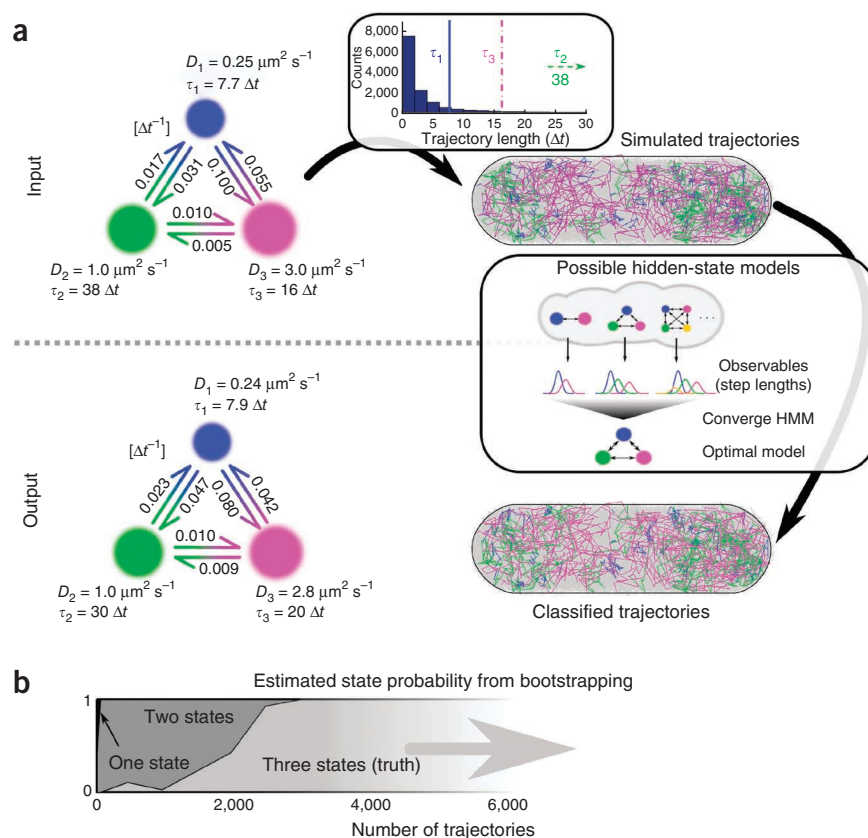 a
D1 = 0.25 μm² s⁻¹
τ1 = 7.7 Δt
[Δt⁻¹]
0.017
0.031
0.100
0.055
0.010
0.005
D2 = 1.0 μm² s⁻¹
τ2 = 38 Δt
D3 = 3.0 μm² s⁻¹
τ3 = 16 Δt
Input
8,000
6,000
4,000
2,000
0
Counts
τ1
τ3
τ2
38
0 5 10 15 20 25 30
Trajectory length (Δt)
Simulated trajectories
Possible hidden-state models
. . .
Observables
(step lengths)
Converge HMM
Optimal model
Output
D1 = 0.24 μm² s⁻¹
τ1 = 7.9 Δt
[Δt⁻¹]
0.023
0.047
0.080
0.042
0.010
0.009
D2 = 1.0 μm² s⁻¹
τ2 = 30 Δt
D3 = 2.8 μm² s⁻¹
τ3 = 20 Δt
Classified trajectories
b
Estimated state probability from bootstrapping
1
Two states
One state
Three states (truth)
0
0 2,000 4,000 6,000
Number of trajectories